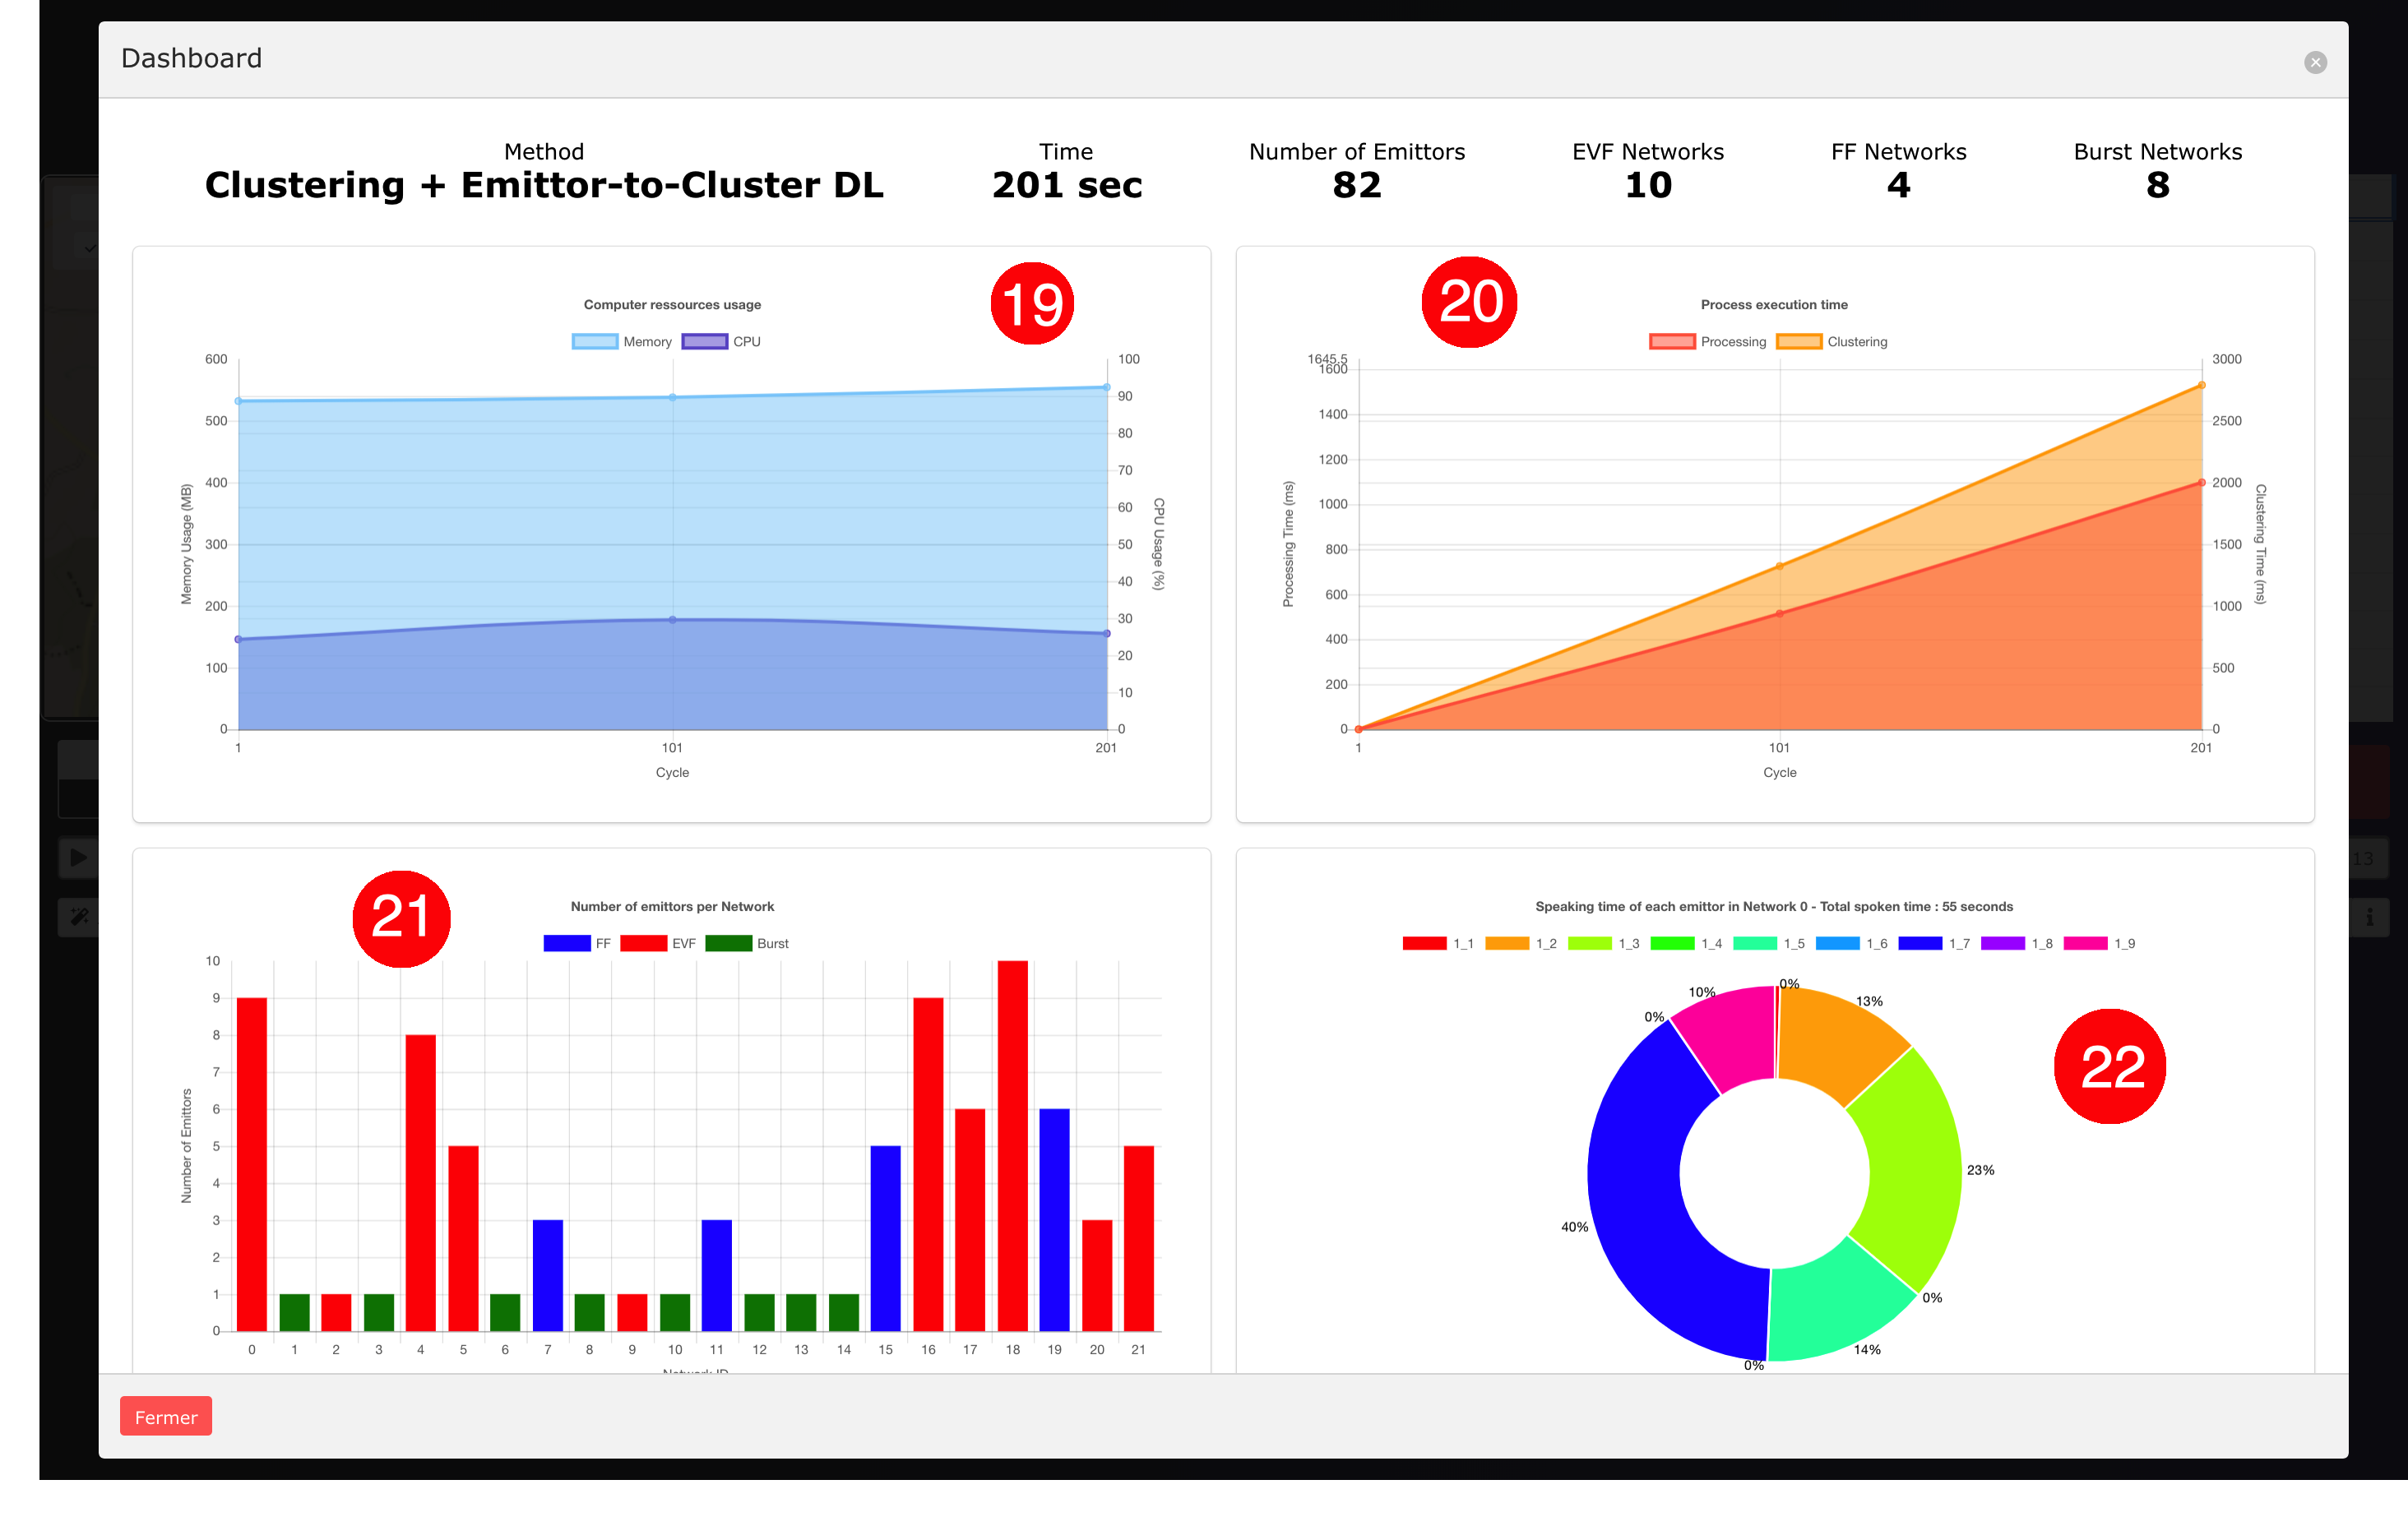 Dashboard
Method
Clustering + Emittor-to-Cluster DL
Time
201 sec
Number of Emittors
82
EVF Networks
10
FF Networks
4
Burst Networks
8
19
Computer ressources usage
Memory CPU
600
500
400
300
200
100
0
Memory Usage (MB)
100
90
80
70
60
50
40
30
20
10
0
CPU Usage (%)
1 101 201
Cycle
20
Process execution time
Processing Clustering
1645.5
1600
1400
1200
1000
800
600
400
200
0
Processing Time (ms)
3000
2500
2000
1500
1000
500
0
Clustering Time (ms)
1 101 201
Cycle
21
Number of emittors per Network
FF EVF Burst
10
9
8
7
6
5
4
3
2
1
0
Number of Emittors
0 1 2 3 4 5 6 7 8 9 10 11 12 13 14 15 16 17 18 19 20 21
Network ID
Speaking time of each emittor in Network 0 - Total spoken time : 55 seconds
1_1 1_2 1_3 1_4 1_5 1_6 1_7 1_8 1_9
0%
13%
23%
0%
14%
0%
40%
0%
10%
22
13
Fermer